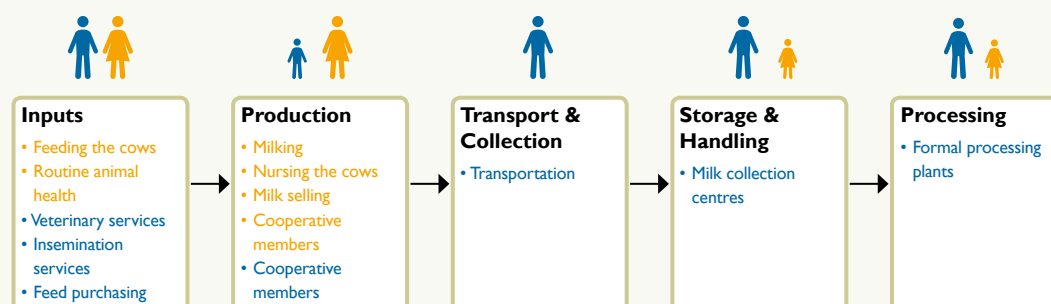 Inputs
• Feeding the cows
• Routine animal
health
• Veterinary services
• Insemination
services
• Feed purchasing
Production
• Milking
• Nursing the cows
• Milk selling
• Cooperative
members
• Cooperative
members
Transport &
Collection
• Transportation
Storage &
Handling
• Milk collection
centres
Processing
• Formal processing
plants